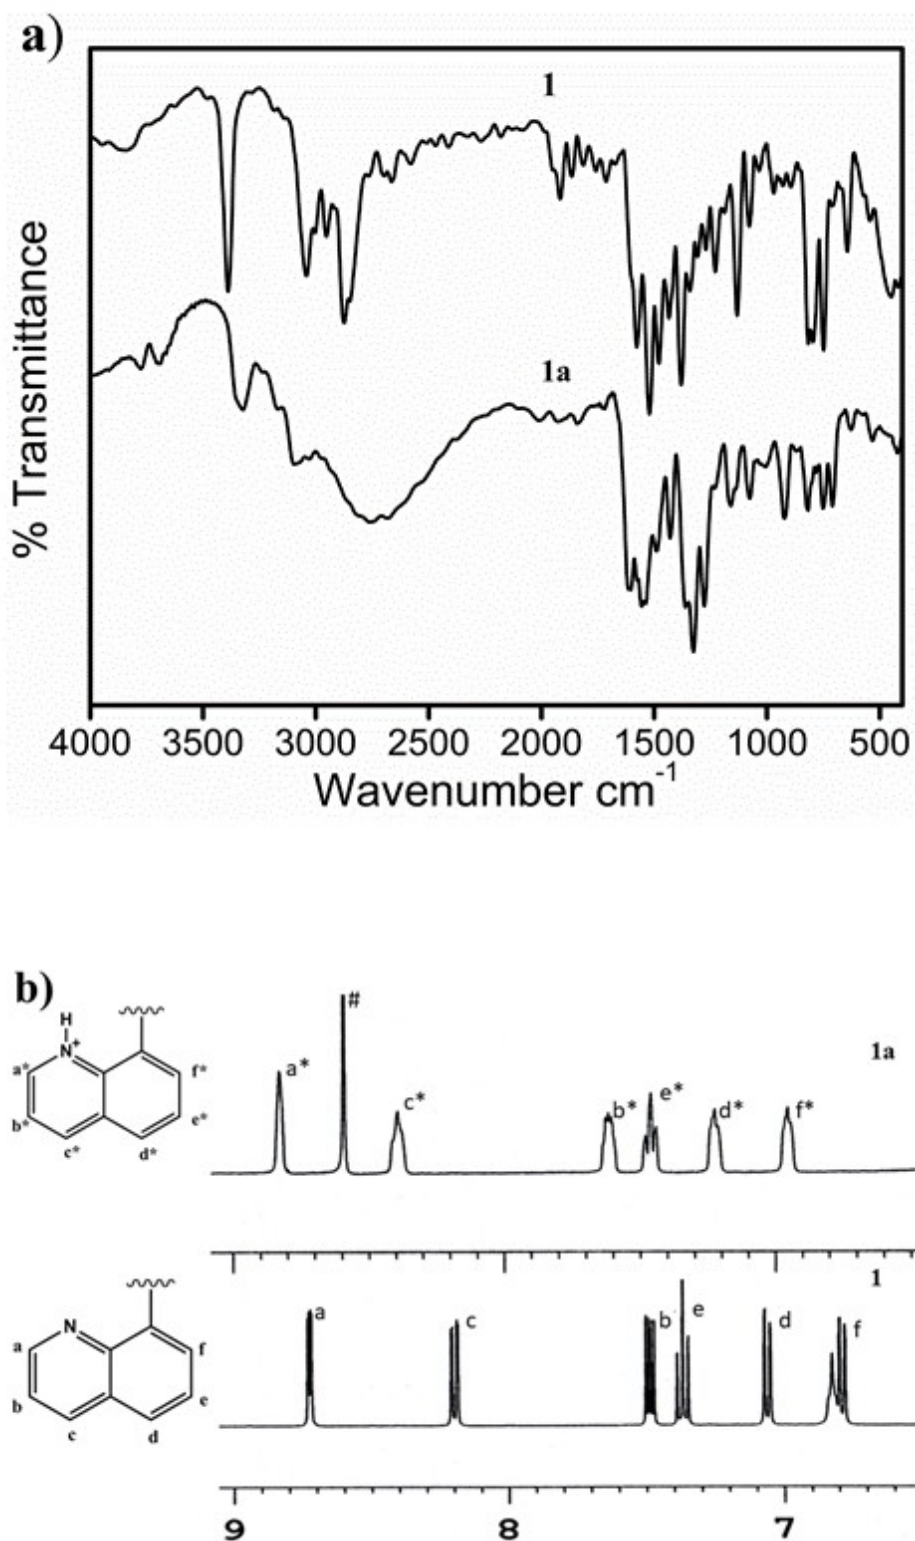 a)
1
1a
% Transmittance
4000 3500 3000 2500 2000 1500 1000 500
Wavenumber cm-1
b)
#
1a
H
N+
a*
a*
f*
c*
b*
e*
d*
f*
b*
e*
c*
d*
1
a
c
b
e
d
f
N
a
f
b
e
c
d
9 8 7